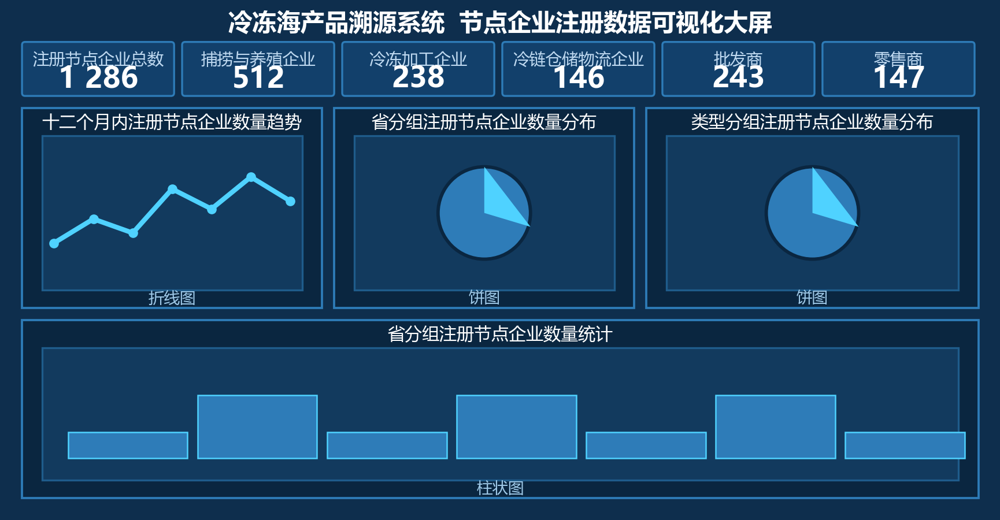 冷冻海产品溯源系统 节点企业注册数据可视化大屏
注册节点企业总数
1 286
捕捞与养殖企业
512
冷冻加工企业
238
冷链仓储物流企业
146
批发商
243
零售商
147
十二个月内注册节点企业数量趋势
折线图
省分组注册节点企业数量分布
饼图
类型分组注册节点企业数量分布
饼图
省分组注册节点企业数量统计
柱状图